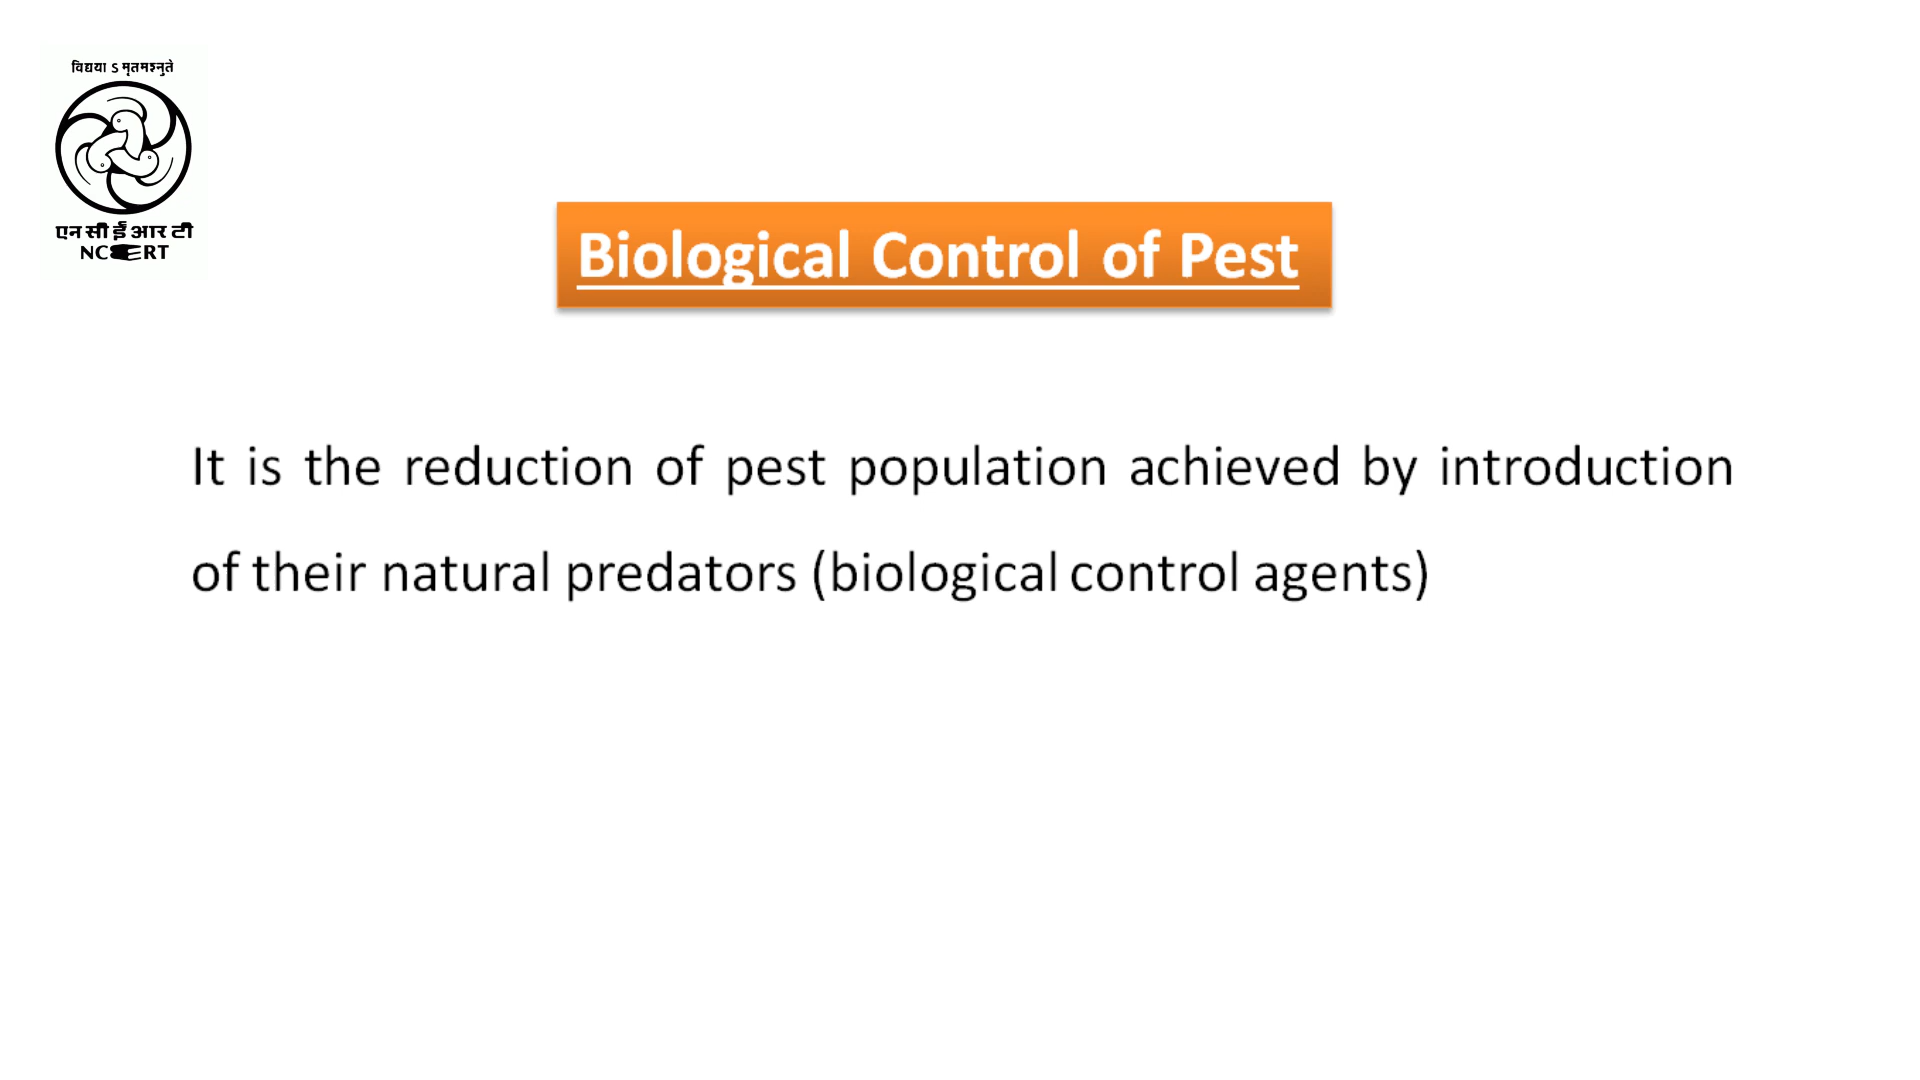 विद्यया ऽ मृतमश्नुते
एन सी ई आर टी
NCERT
Biological Control of Pest
It is the reduction of pest population achieved by introduction
of their natural predators (biological control agents)